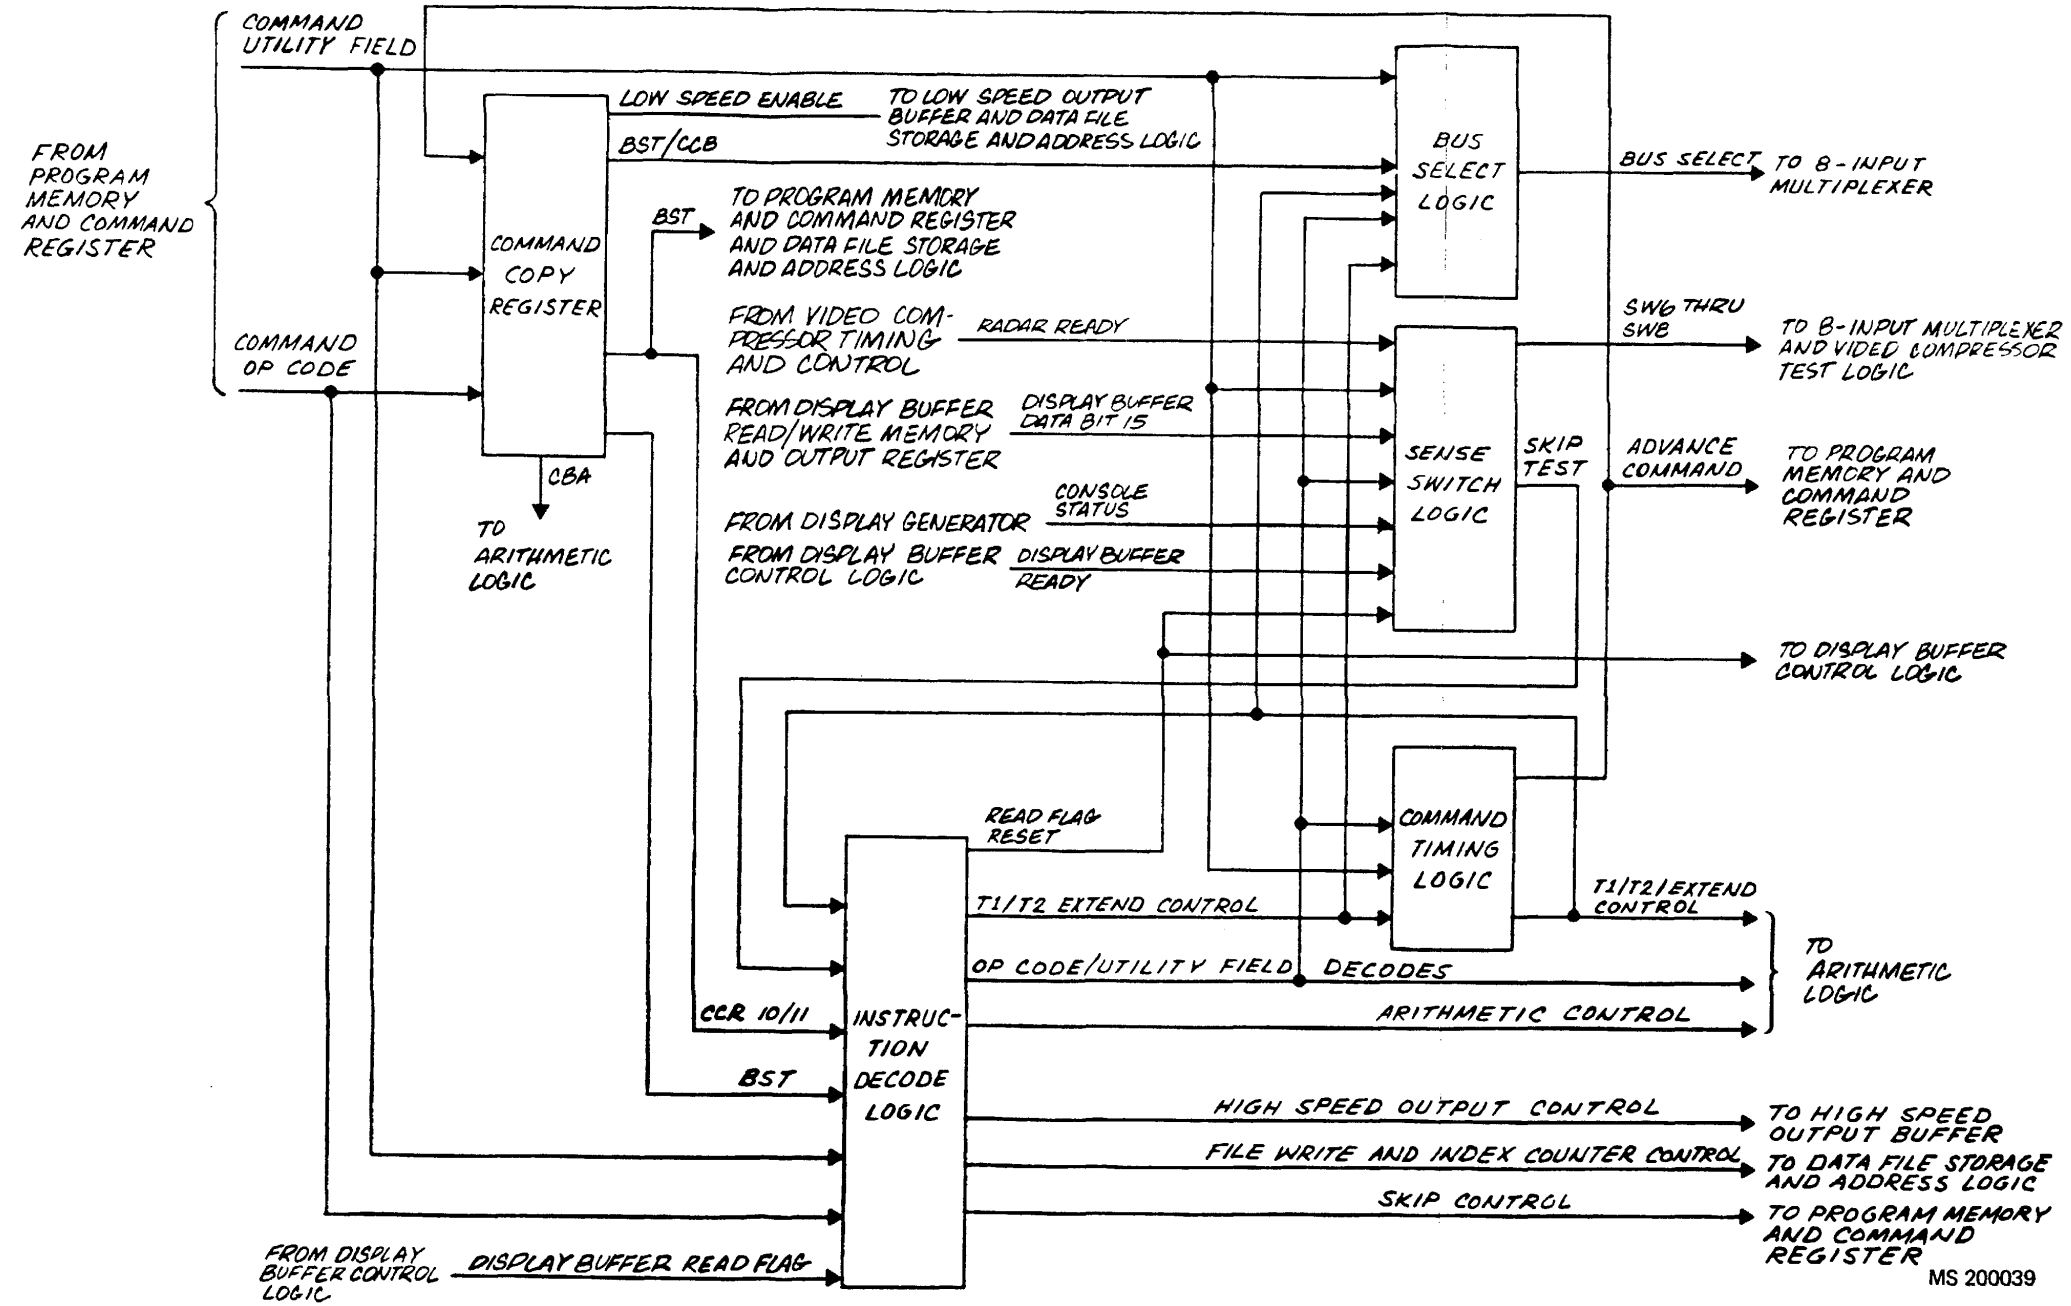 COMMAND
UTILITY FIELD
FROM
PROGRAM
MEMORY
AND COMMAND
REGISTER
COMMAND
OP CODE
COMMAND
COPY
REGISTER
LOW SPEED ENABLE
TO LOW SPEED OUTPUT
BUFFER AND DATA FILE
STORAGE AND ADDRESS LOGIC
BST/CCB
BST
TO PROGRAM MEMORY
AND COMMAND REGISTER
AND DATA FILE STORAGE
AND ADDRESS LOGIC
CBA
TO
ARITHMETIC
LOGIC
FROM VIDEO COM-
PRESSOR TIMING
AND CONTROL
RADAR READY
FROM DISPLAY BUFFER
READ/WRITE MEMORY
AND OUTPUT REGISTER
DISPLAY BUFFER
DATA BIT 15
FROM DISPLAY GENERATOR
CONSOLE
STATUS
FROM DISPLAY BUFFER
CONTROL LOGIC
DISPLAY BUFFER
READY
BUS
SELECT
LOGIC
BUS SELECT
TO 8-INPUT
MULTIPLEXER
SENSE
SWITCH
LOGIC
SW6 THRU
SW8
TO 8-INPUT MULTIPLEXER
AND VIDEO COMPRESSOR
TEST LOGIC
SKIP
TEST
ADVANCE
COMMAND
TO PROGRAM
MEMORY AND
COMMAND
REGISTER
TO DISPLAY BUFFER
CONTROL LOGIC
COMMAND
TIMING
LOGIC
T1/T2/EXTEND
CONTROL
TO
ARITHMETIC
LOGIC
READ FLAG
RESET
T1/T2 EXTEND CONTROL
OP CODE/UTILITY FIELD DECODES
ARITHMETIC CONTROL
CCR 10/11
BST
INSTRUC-
TION
DECODE
LOGIC
HIGH SPEED OUTPUT CONTROL
TO HIGH SPEED
OUTPUT BUFFER
FILE WRITE AND INDEX COUNTER CONTROL
TO DATA FILE STORAGE
AND ADDRESS LOGIC
SKIP CONTROL
TO PROGRAM MEMORY
AND COMMAND
REGISTER
FROM DISPLAY
BUFFER CONTROL
LOGIC
DISPLAY BUFFER READ FLAG
MS 200039